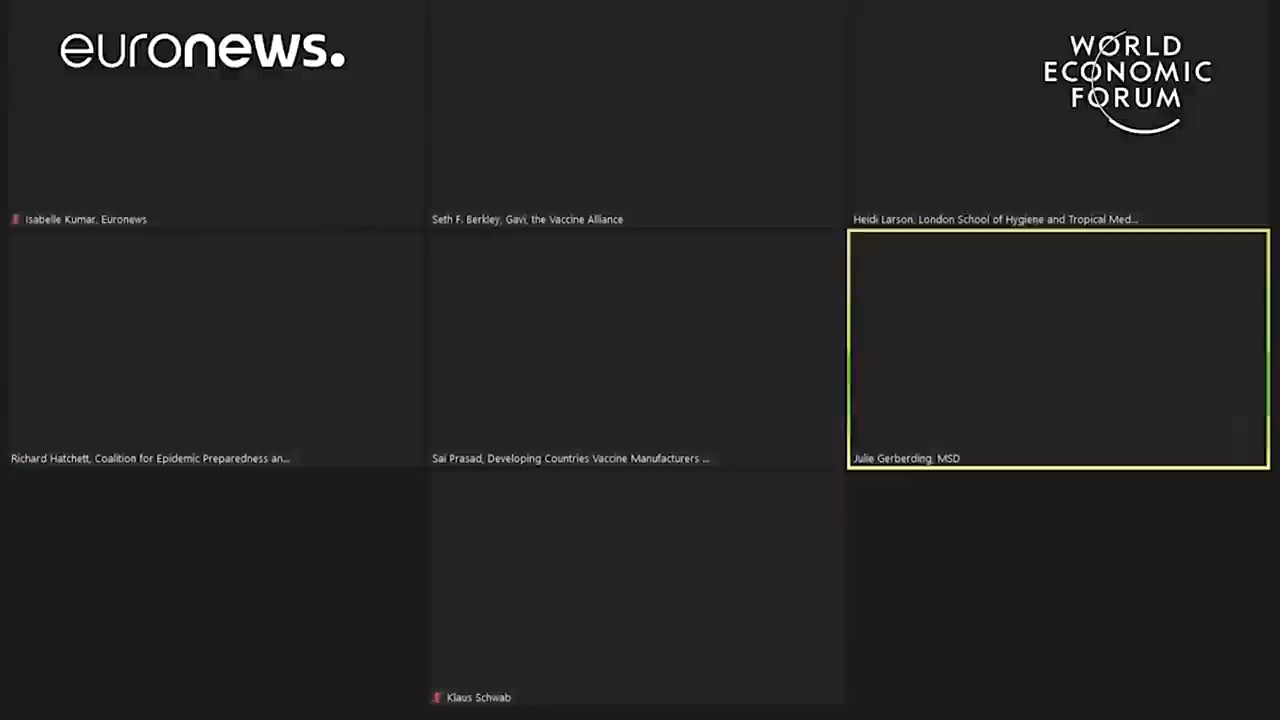 euronews.
WORLD
ECONOMIC
FORUM
Isabelle Kumar, Euronews
Seth F. Berkley, Gavi, the Vaccine Alliance
Heidi Larson, London School of Hygiene and Tropical Med...
Richard Hatchett, Coalition for Epidemic Preparedness an...
Sai Prasad, Developing Countries Vaccine Manufacturers ...
Julie Gerberding, MSD
Klaus Schwab